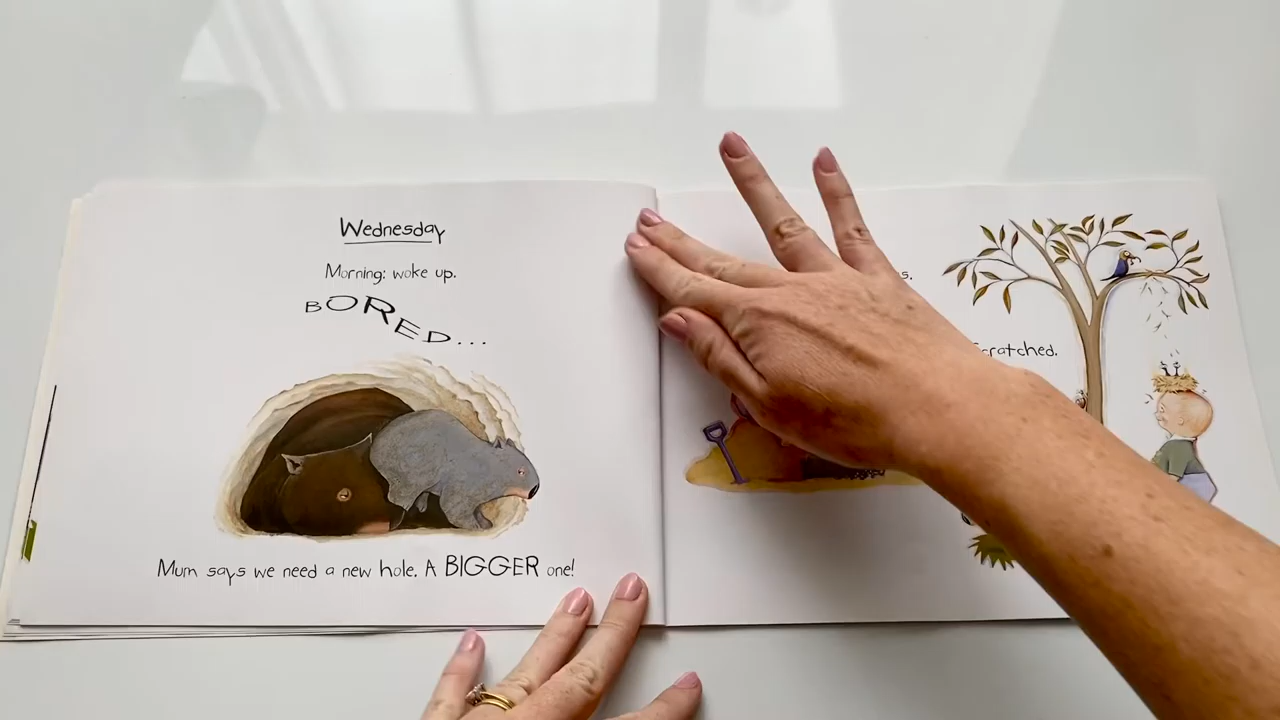 Wednesday
Morning: woke up.
BORED...
Mum says we need a new hole. A BIGGER one!
Scratched.